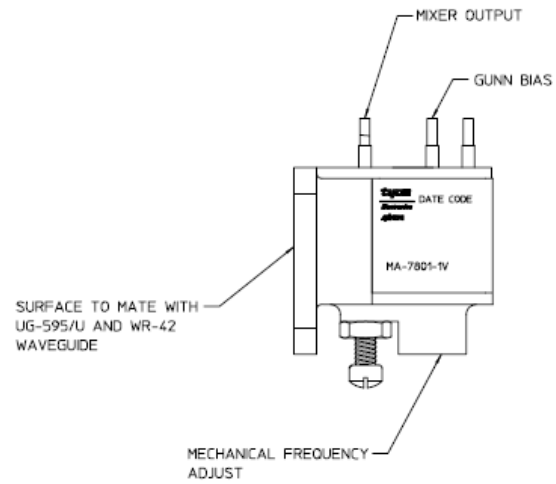 MIXER OUTPUT
GUNN BIAS
DATE CODE
MA-7801-1V
SURFACE TO MATE WITH
UG-595/U AND WR-42
WAVEGUIDE
MECHANICAL FREQUENCY
ADJUST